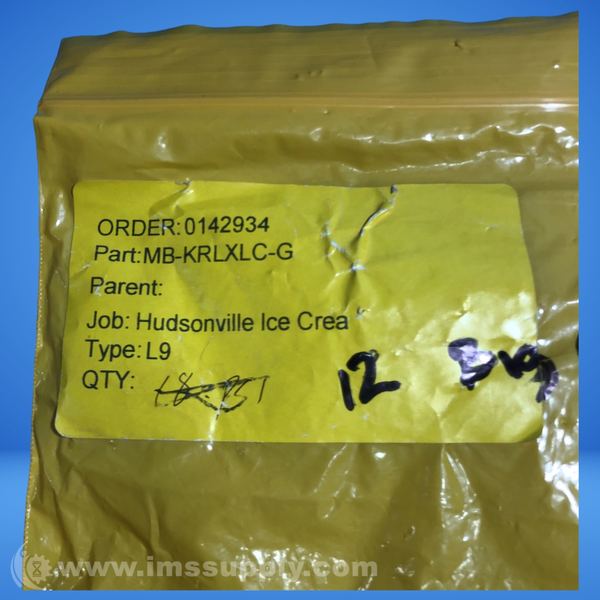 ORDER:0142934
Part:MB-KRLXLC-G
Parent:
Job: Hudsonville Ice Crea
Type: L9
QTY:
12
www.imssupply.com